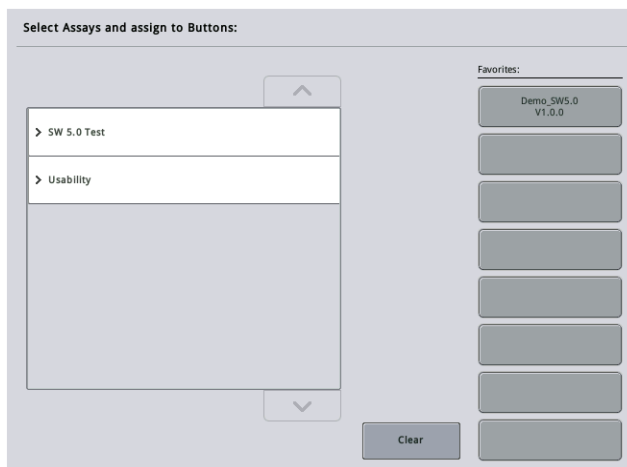 Select Assays and assign to Buttons:
Favorites:
Demo_SW5.0
V1.0.0
SW 5.0 Test
Usability
Clear